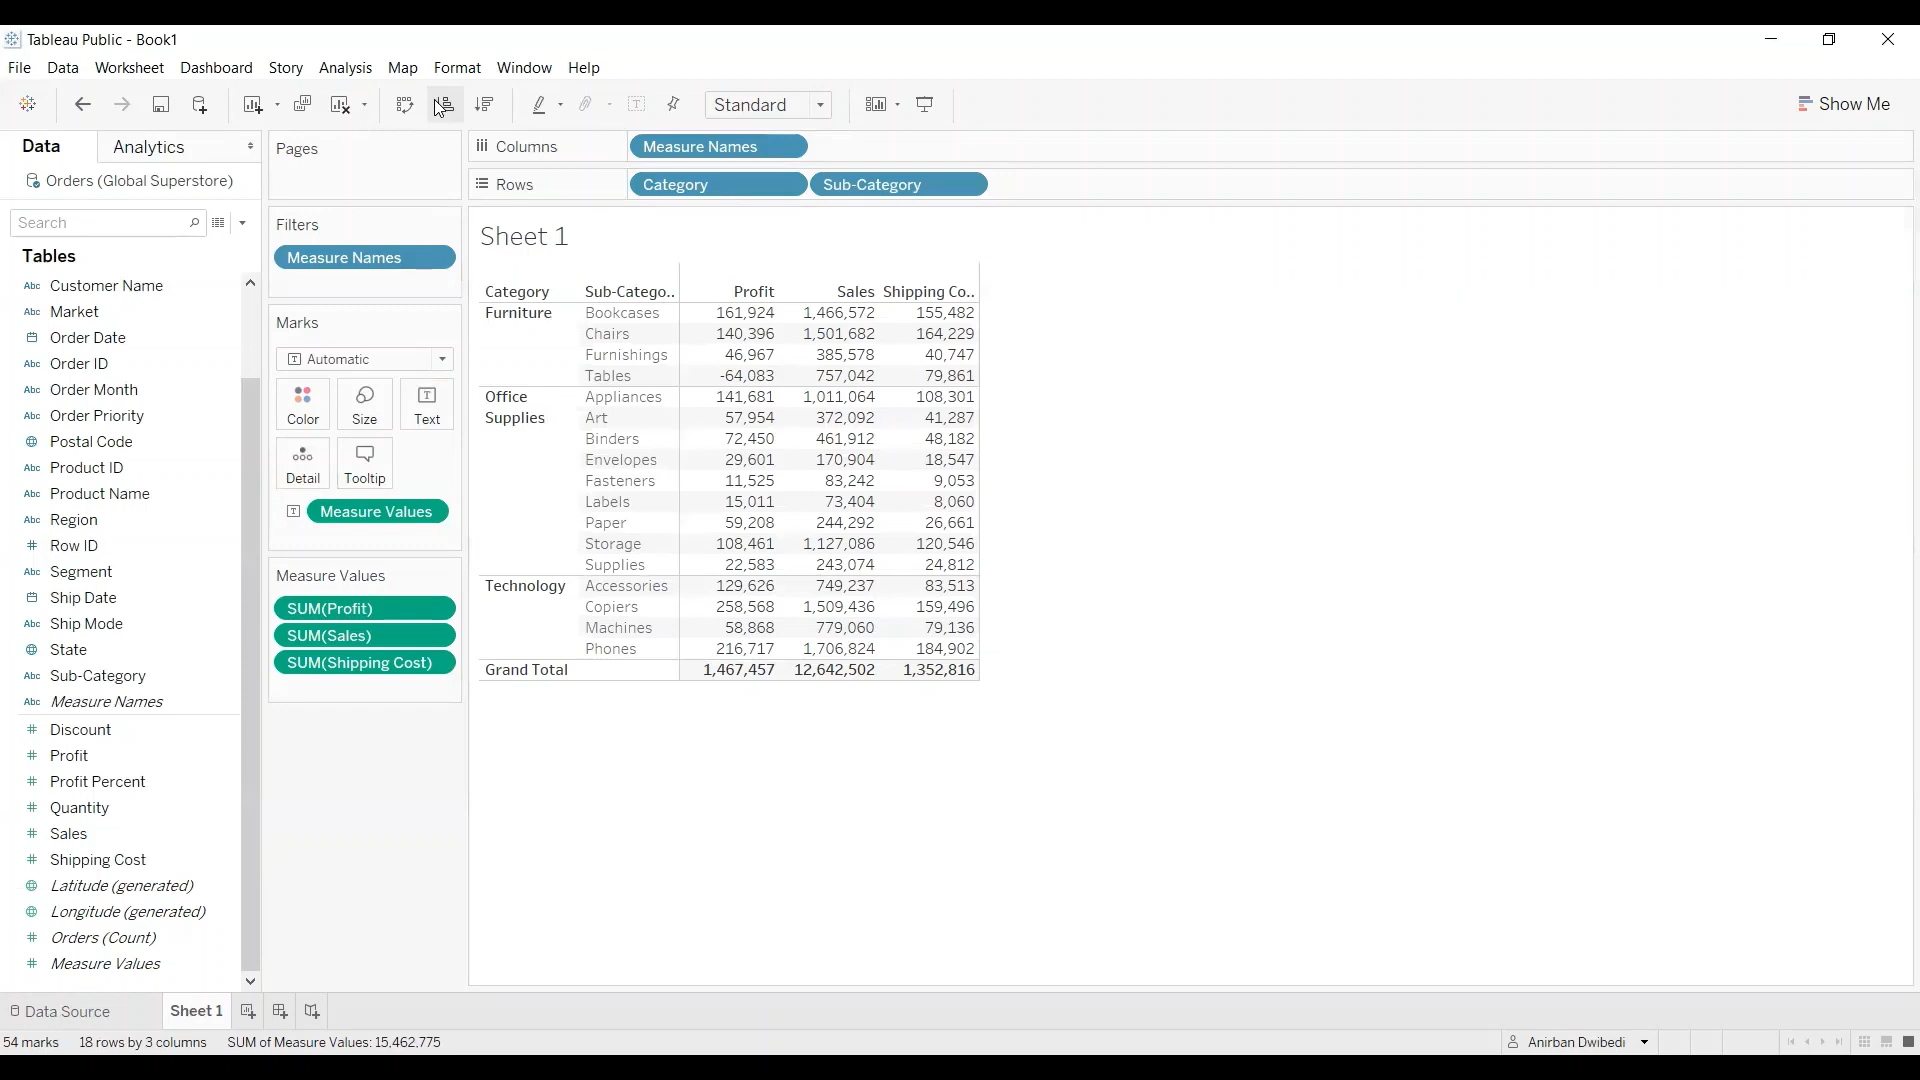 Tableau Public - Book1
File Data Worksheet Dashboard Story Analysis Map Format Window Help
Standard
Show Me
Data Analytics
Orders (Global Superstore)
Search
Tables
Abc Customer Name
Abc Market
Order Date
Abc Order ID
Abc Order Month
Abc Order Priority
Postal Code
Abc Product ID
Abc Product Name
Abc Region
# Row ID
Abc Segment
Ship Date
Abc Ship Mode
State
Abc Sub-Category
Abc Measure Names
# Discount
# Profit
# Profit Percent
# Quantity
# Sales
# Shipping Cost
Latitude (generated)
Longitude (generated)
# Orders (Count)
# Measure Values
Pages
Filters
Measure Names
Marks
T Automatic
Color Size Text
Detail Tooltip
T Measure Values
Measure Values
SUM(Profit)
SUM(Sales)
SUM(Shipping Cost)
Columns Measure Names
Rows Category Sub-Category
Sheet 1
Category Sub-Catego.. Profit Sales Shipping Co..
Furniture Bookcases 161,924 1,466,572 155,482
Chairs 140,396 1,501,682 164,229
Furnishings 46,967 385,578 40,747
Tables -64,083 757,042 79,861
Office Appliances 141,681 1,011,064 108,301
Supplies Art 57,954 372,092 41,287
Binders 72,450 461,912 48,182
Envelopes 29,601 170,904 18,547
Fasteners 11,525 83,242 9,053
Labels 15,011 73,404 8,060
Paper 59,208 244,292 26,661
Storage 108,461 1,127,086 120,546
Supplies 22,583 243,074 24,812
Technology Accessories 129,626 749,237 83,513
Copiers 258,568 1,509,436 159,496
Machines 58,868 779,060 79,136
Phones 216,717 1,706,824 184,902
Grand Total 1,467,457 12,642,502 1,352,816
Data Source Sheet 1
54 marks 18 rows by 3 columns SUM of Measure Values: 15,462,775
Anirban Dwibedi